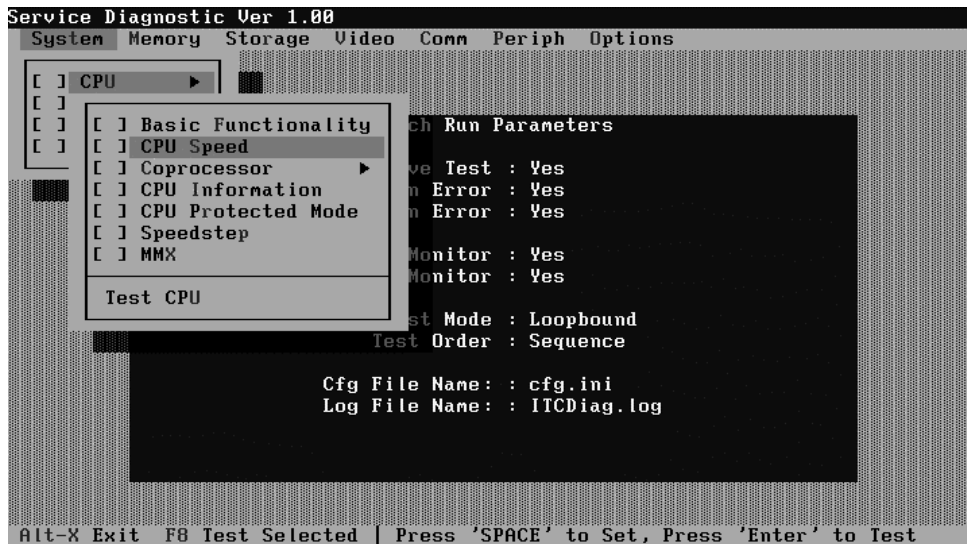 Service Diagnostic Ver 1.00
System Memory Storage Video Comm Periph Options
[ ] CPU ►
[ ]
[ ]
[ ]
[ ] Basic Functionality
[ ] CPU Speed
[ ] Coprocessor ►
[ ] CPU Information
[ ] CPU Protected Mode
[ ] Speedstep
[ ] MMX
Test CPU
Run Parameters
Test : Yes
Error : Yes
Error : Yes
Monitor : Yes
Monitor : Yes
Mode : Loopbound
Test Order : Sequence
Cfg File Name: : cfg.ini
Log File Name: : ITCDiag.log
Alt-X Exit F8 Test Selected | Press 'SPACE' to Set, Press 'Enter' to Test